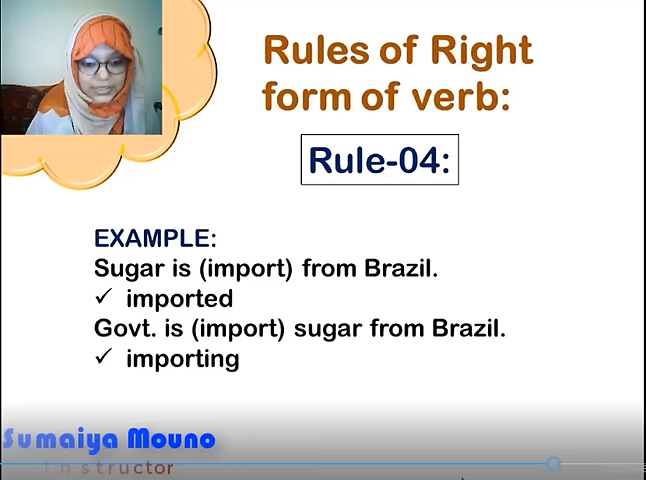 Rules of Right
form of verb:
Rule-04:
EXAMPLE:
Sugar is (import) from Brazil.
✓ imported
Govt. is (import) sugar from Brazil.
✓ importing
Sumaiya Mouno
Instructor